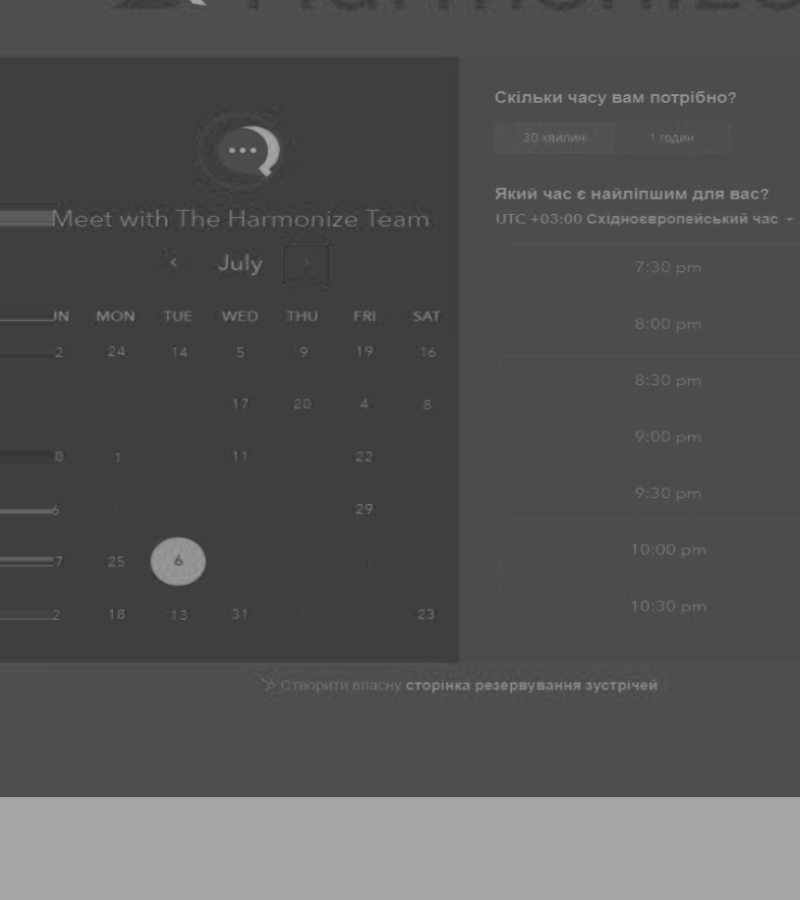 Meet with The Harmonize Team
July
MON TUE WED THU FRI SAT
2 24 14 5 9 19 16
17 20 4 8
0 1 11 22
6 29
7 25 6
2 18 13 31 23
Скільки часу вам потрібно?
30 хвилин 1 годин
Який час є найліпшим для вас?
UTC +03:00 Східноєвропейський час
7:30 pm
8:00 pm
8:30 pm
9:00 pm
9:30 pm
10:00 pm
10:30 pm
Створити власну сторінка резервування зустрічей